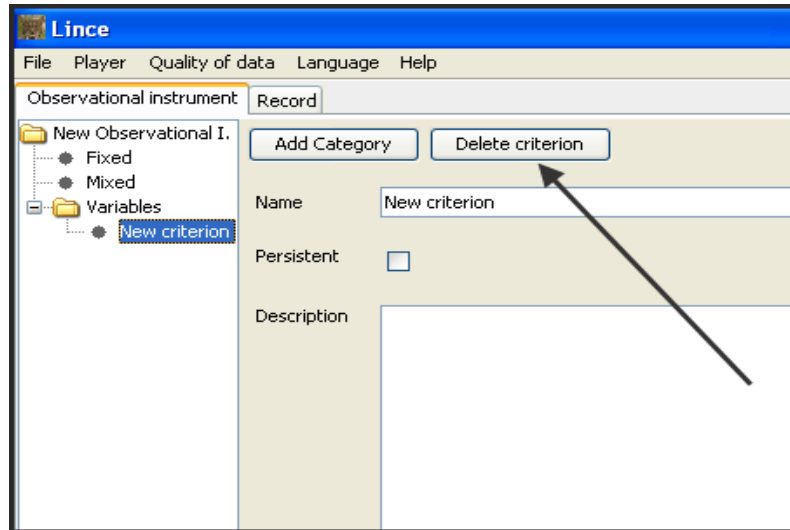 Lince
File Player Quality of data Language Help
Observational instrument Record
New Observational I.
Fixed
Mixed
Variables
New criterion
Add Category Delete criterion
Name New criterion
Persistent
Description